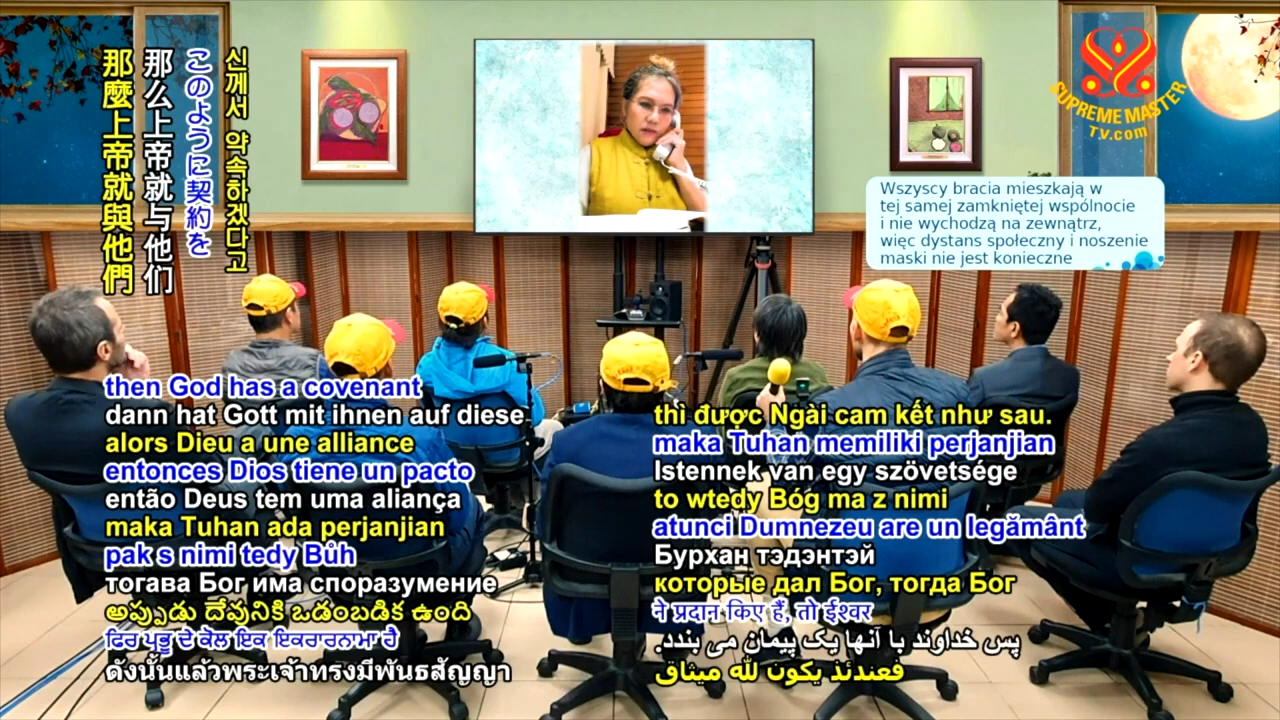 신께서 약속하겠다고
このように契約を
那么上帝就与他们
那麼上帝就與他們
SUPREME MASTER
TV.com
Wszyscy bracia mieszkają w
tej samej zamkniętej wspólnocie
i nie wychodzą na zewnątrz,
więc dystans społeczny i noszenie
maski nie jest konieczne
then God has a covenant
dann hat Gott mit ihnen auf diese
alors Dieu a une alliance
entonces Dios tiene un pacto
então Deus tem uma aliança
maka Tuhan ada perjanjian
pak s nimi tedy Bůh
тогава Бог има споразумение
అప్పుడు దేవునికి ఒడంబడిక ఉంది
ਫਿਰ ਪ੍ਰਭੂ ਦੇ ਕੋਲ ਇਕ ਇਕਰਾਰਨਾਮਾ ਹੈ
ดังนั้นแล้วพระเจ้าทรงมีพันธสัญญา
thì được Ngài cam kết như sau.
maka Tuhan memiliki perjanjian
Istennek van egy szövetsége
to wtedy Bóg ma z nimi
atunci Dumnezeu are un legământ
Бурхан тэдэнтэй
которые дал Бог, тогда Бог
ने प्रदान किए हैं, तो ईश्वर
پس خداوند با آنها یک پیمان می بندد.
فعندئذ يكون لله ميثاق